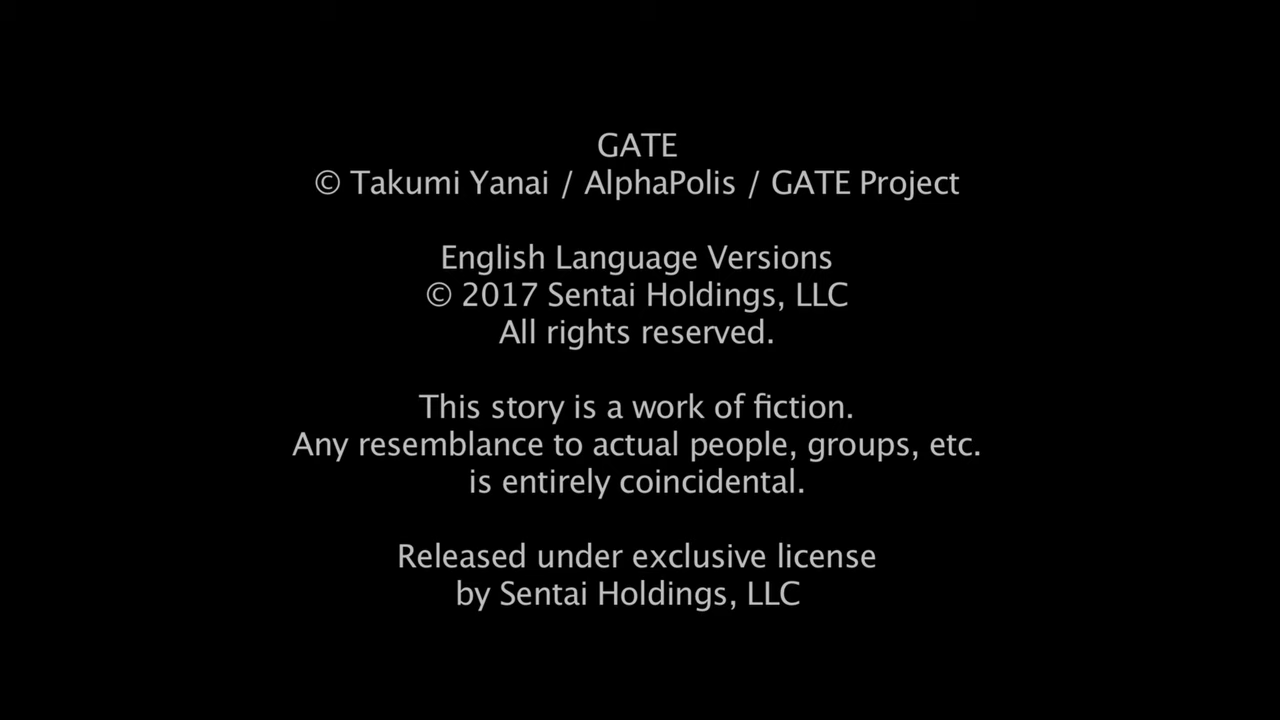 GATE
© Takumi Yanai / AlphaPolis / GATE Project
English Language Versions
© 2017 Sentai Holdings, LLC
All rights reserved.
This story is a work of fiction.
Any resemblance to actual people, groups, etc.
is entirely coincidental.
Released under exclusive license
by Sentai Holdings, LLC